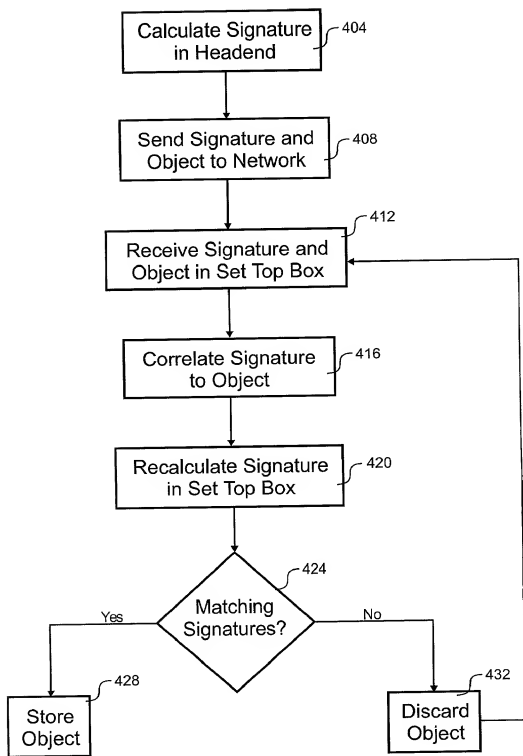 Calculate Signature
in Headend
404
Send Signature and
Object to Network
408
412
Receive Signature and
Object in Set Top Box
Correlate Signature
to Object
416
Recalculate Signature
in Set Top Box
420
424
Matching
Signatures?
Yes
No
428
Store
Object
432
Discard
Object